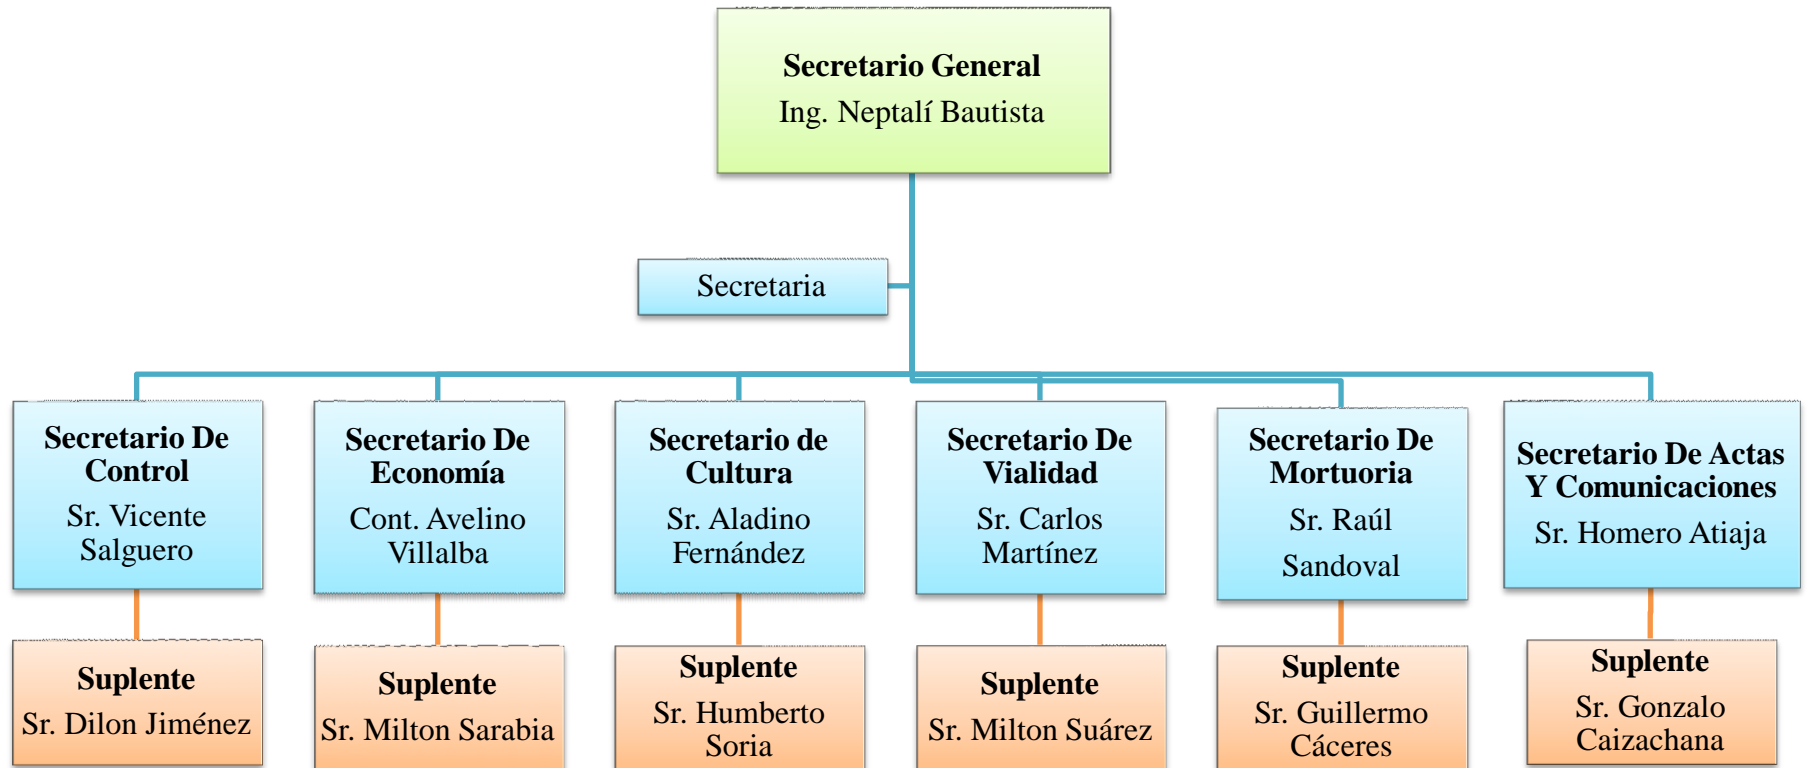 Secretario General
Ing. Neptalí Bautista
Secretaria
Secretario De
Control
Sr. Vicente
Salguero
Secretario De
Economía
Cont. Avelino
Villalba
Secretario de
Cultura
Sr. Aladino
Fernández
Secretario De
Vialidad
Sr. Carlos
Martínez
Secretario De
Mortuoria
Sr. Raúl
Sandoval
Secretario De Actas
Y Comunicaciones
Sr. Homero Atiaja
Suplente
Sr. Dilon Jiménez
Suplente
Sr. Milton Sarabia
Suplente
Sr. Humberto
Soria
Suplente
Sr. Milton Suárez
Suplente
Sr. Guillermo
Cáceres
Suplente
Sr. Gonzalo
Caizachana